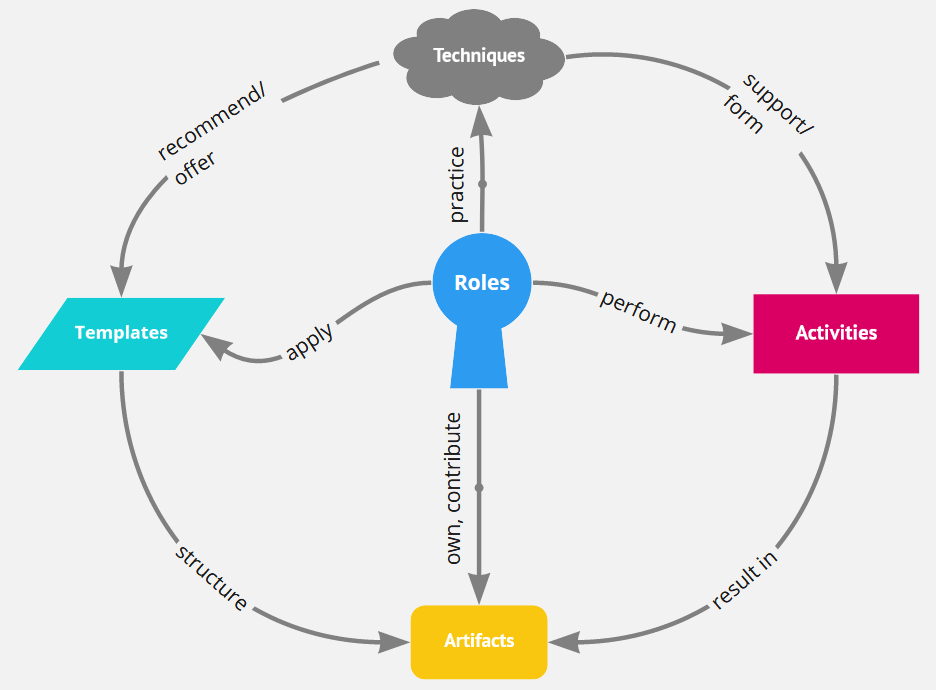 Techniques
recommend/
offer
support/
form
practice
Roles
Templates
apply
perform
Activities
own, contribute
structure
result in
Artifacts